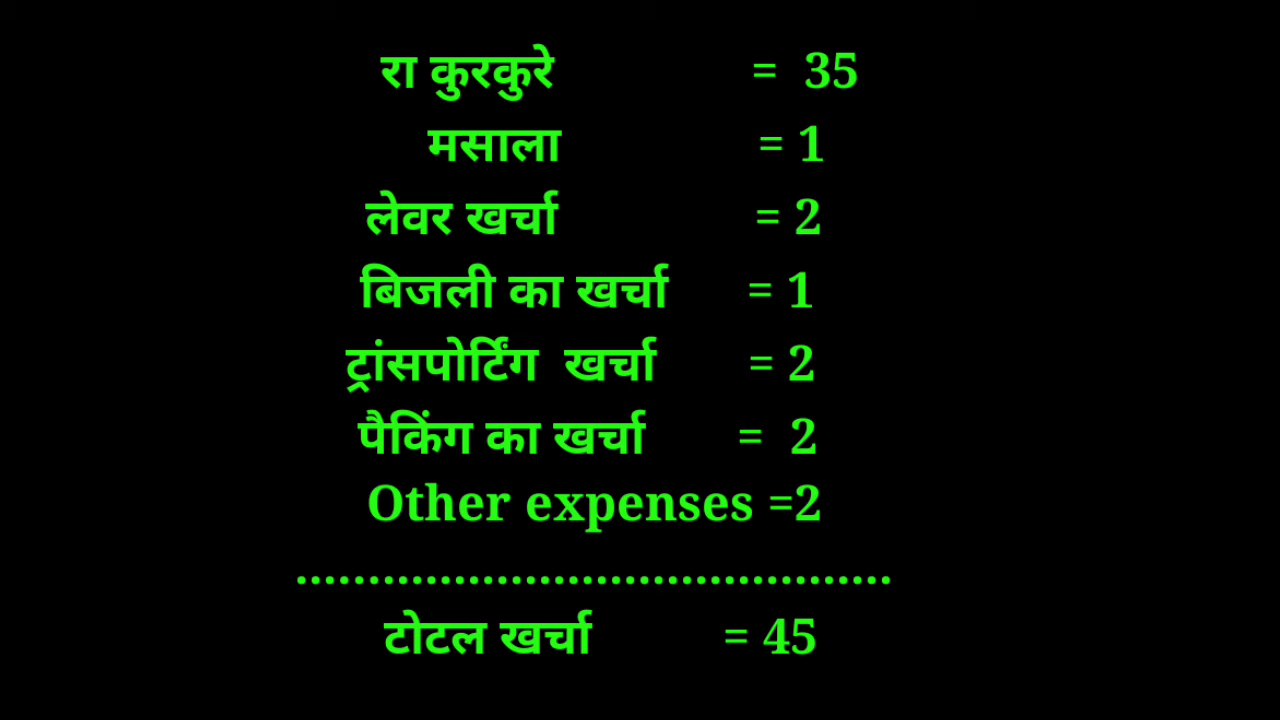 रा कुरकुरे = 35
मसाला = 1
लेवर खर्चा = 2
बिजली का खर्चा = 1
ट्रांसपोर्टिंग खर्चा = 2
पैकिंग का खर्चा = 2
Other expenses =2
.........................................
टोटल खर्चा = 45